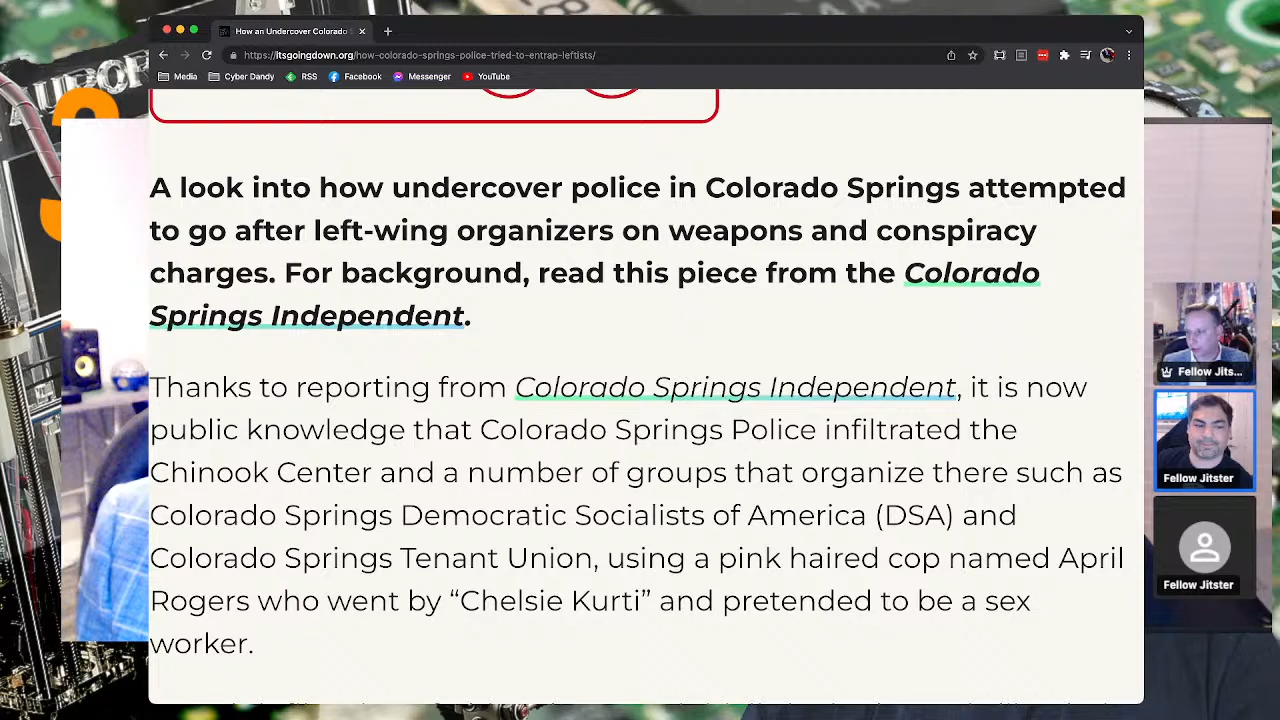 How an Undercover Colorado S
https://itsgoingdown.org/how-colorado-springs-police-tried-to-entrap-leftists/
Media
Cyber Dandy
RSS
Facebook
Messenger
YouTube
A look into how undercover police in Colorado Springs attempted
to go after left-wing organizers on weapons and conspiracy
charges. For background, read this piece from the Colorado
Springs Independent.
Thanks to reporting from Colorado Springs Independent, it is now
public knowledge that Colorado Springs Police infiltrated the
Chinook Center and a number of groups that organize there such as
Colorado Springs Democratic Socialists of America (DSA) and
Colorado Springs Tenant Union, using a pink haired cop named April
Rogers who went by “Chelsie Kurti” and pretended to be a sex
worker.
Fellow Jits...
Fellow Jitster
Fellow Jitster